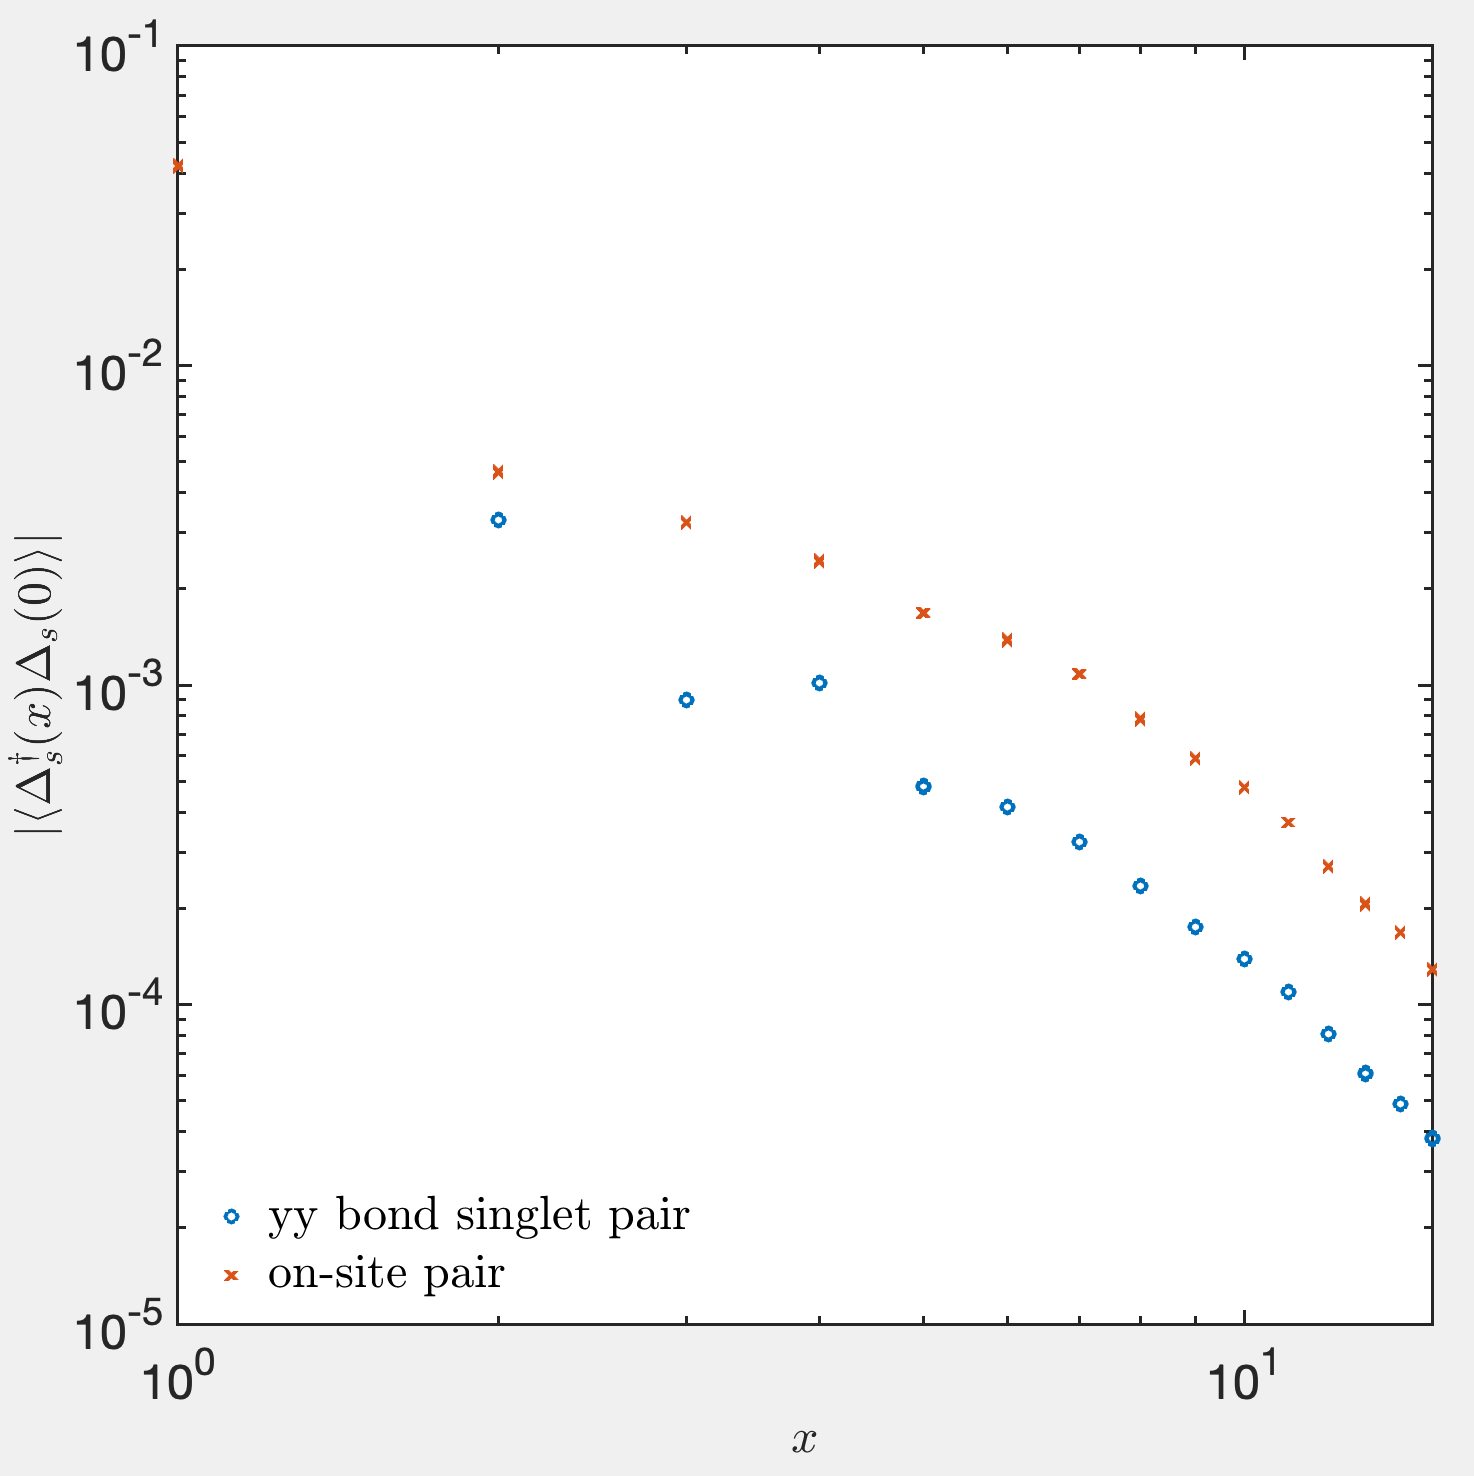 10^-1
10^-2
10^-3
10^-4
10^-5
|⟨Δ_s^†(x)Δ_s(0)⟩|
yy bond singlet pair
on-site pair
10^0 10^1
x